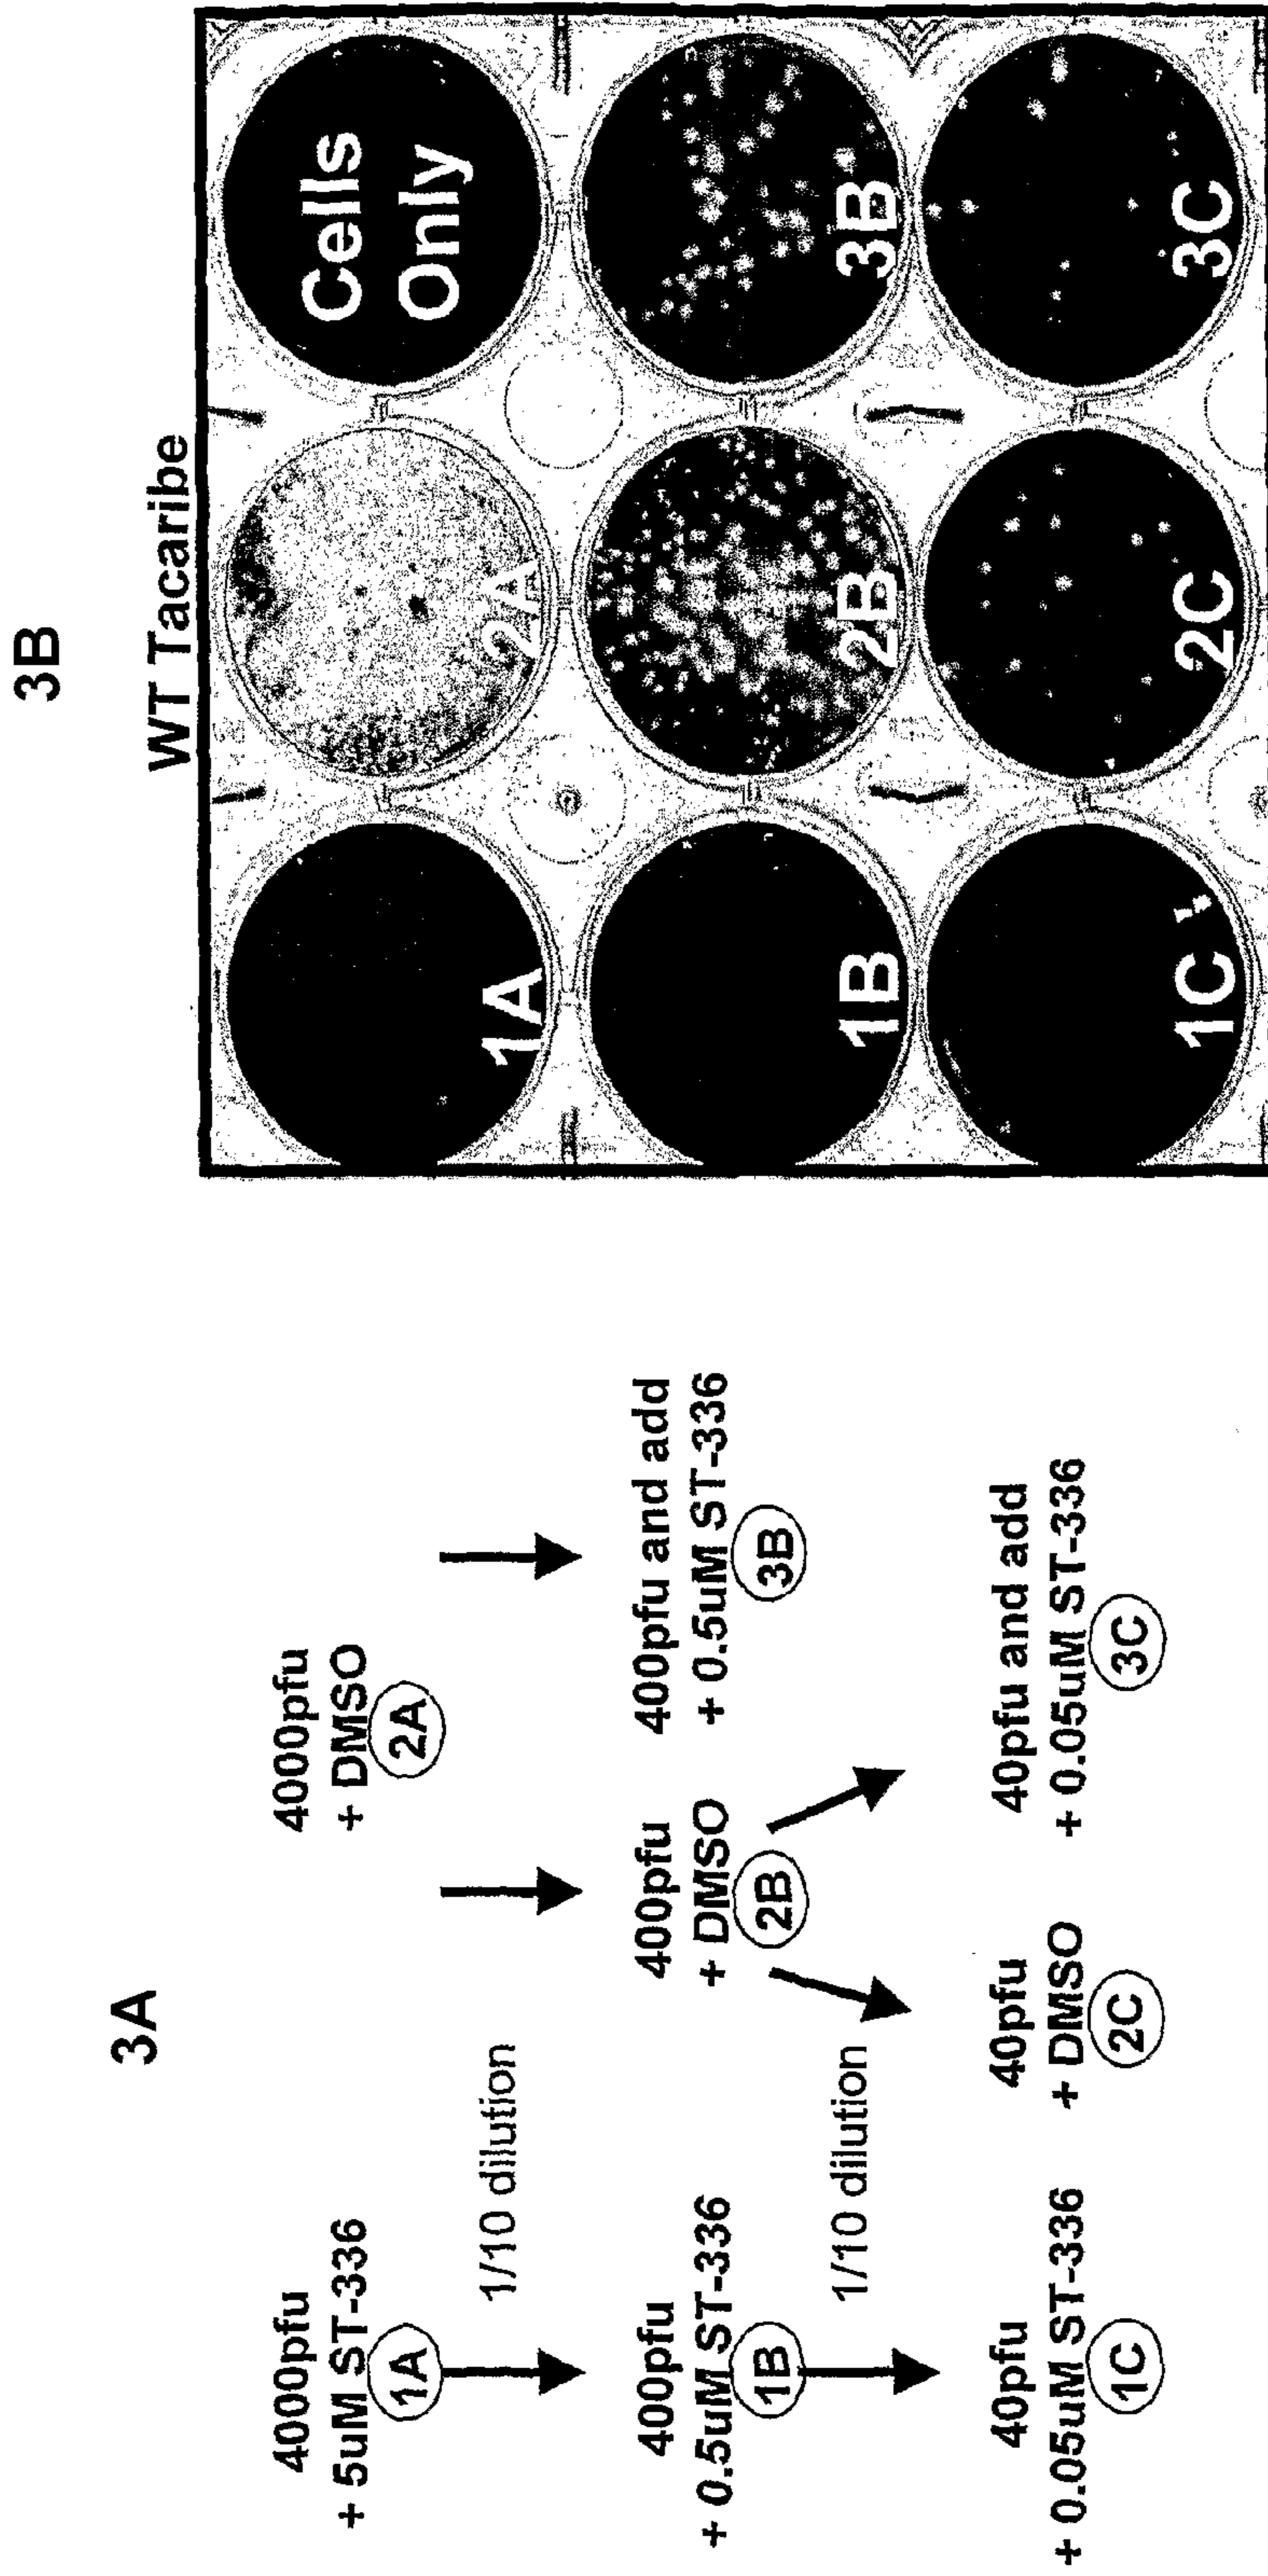 3A
4000pfu
+ 5uM ST-336
1A
4000pfu
+ DMSO
2A
1/10 dilution
400pfu
+ 0.5uM ST-336
1B
400pfu
+ DMSO
2B
400pfu and add
+ 0.5uM ST-336
3B
1/10 dilution
40pfu
+ 0.05uM ST-336
1C
40pfu
+ DMSO
2C
40pfu and add
+ 0.05uM ST-336
3C
3B
WT Tacaribe
1A
2A
Cells
Only
1B
2B
3B
1C
2C
3C